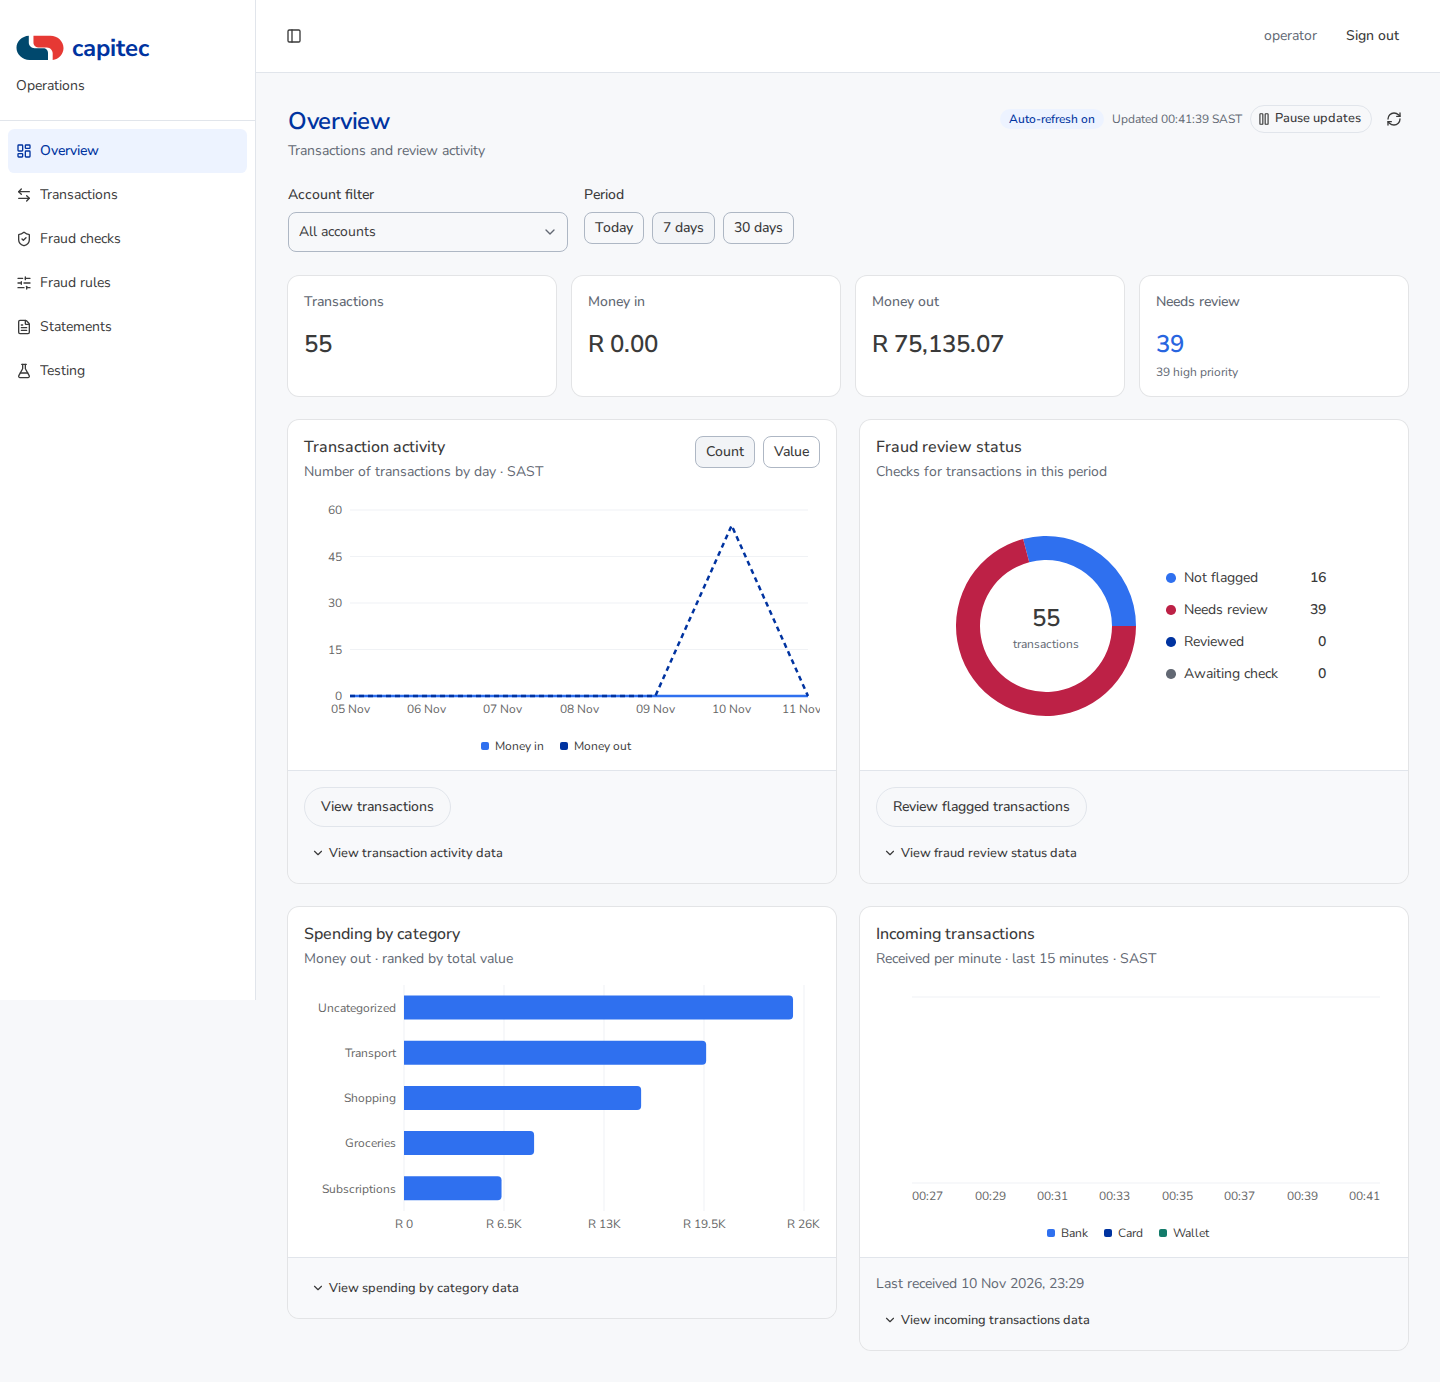 capitec
Operations
Overview
Transactions
Fraud checks
Fraud rules
Statements
Testing
operator
Sign out
Overview
Transactions and review activity
Auto-refresh on
Updated 00:41:39 SAST
Pause updates
Account filter
All accounts
Period
Today
7 days
30 days
Transactions
55
Money in
R 0.00
Money out
R 75,135.07
Needs review
39
39 high priority
Transaction activity
Number of transactions by day · SAST
Count
Value
60
45
30
15
0
05 Nov
06 Nov
07 Nov
08 Nov
09 Nov
10 Nov
11 Nov
Money in
Money out
View transactions
View transaction activity data
Fraud review status
Checks for transactions in this period
55
transactions
Not flagged 16
Needs review 39
Reviewed 0
Awaiting check 0
Review flagged transactions
View fraud review status data
Spending by category
Money out · ranked by total value
Uncategorized
Transport
Shopping
Groceries
Subscriptions
R 0
R 6.5K
R 13K
R 19.5K
R 26K
View spending by category data
Incoming transactions
Received per minute · last 15 minutes · SAST
00:27
00:29
00:31
00:33
00:35
00:37
00:39
00:41
Bank
Card
Wallet
Last received 10 Nov 2026, 23:29
View incoming transactions data